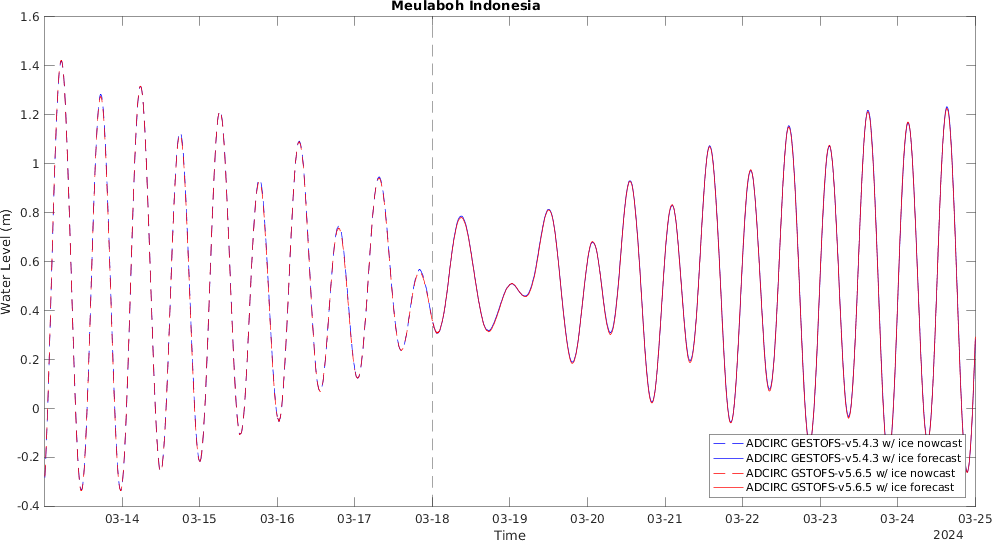 Meulaboh Indonesia
1.6
1.4
1.2
1
0.8
0.6
0.4
0.2
0
-0.2
-0.4
Water Level (m)
ADCIRC GESTOFS-v5.4.3 w/ ice nowcast
ADCIRC GESTOFS-v5.4.3 w/ ice forecast
ADCIRC GSTOFS-v5.6.5 w/ ice nowcast
ADCIRC GSTOFS-v5.6.5 w/ ice forecast
03-14 03-15 03-16 03-17 03-18 03-19 03-20 03-21 03-22 03-23 03-24 03-25
Time
2024